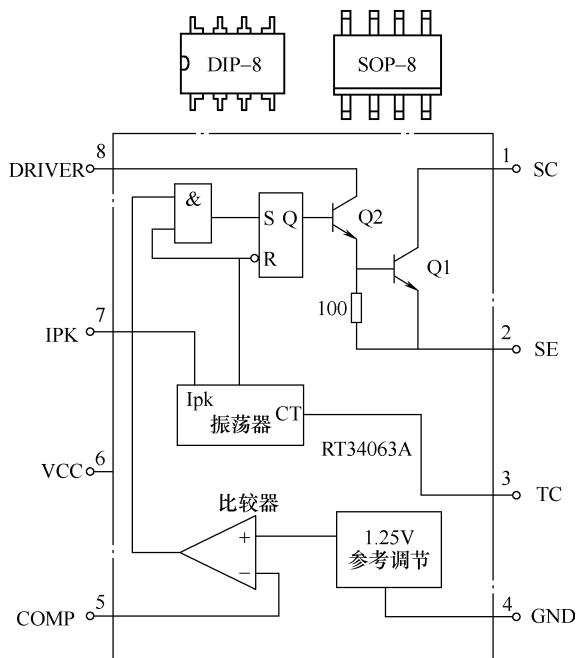 DIP-8
SOP-8
8
DRIVER
1
SC
&
S Q
R
Q2
Q1
100
7
IPK
2
SE
Ipk
CT
振荡器
RT34063A
6
VCC
3
TC
比较器
+
−
1.25V
参考调节
5
COMP
4
GND